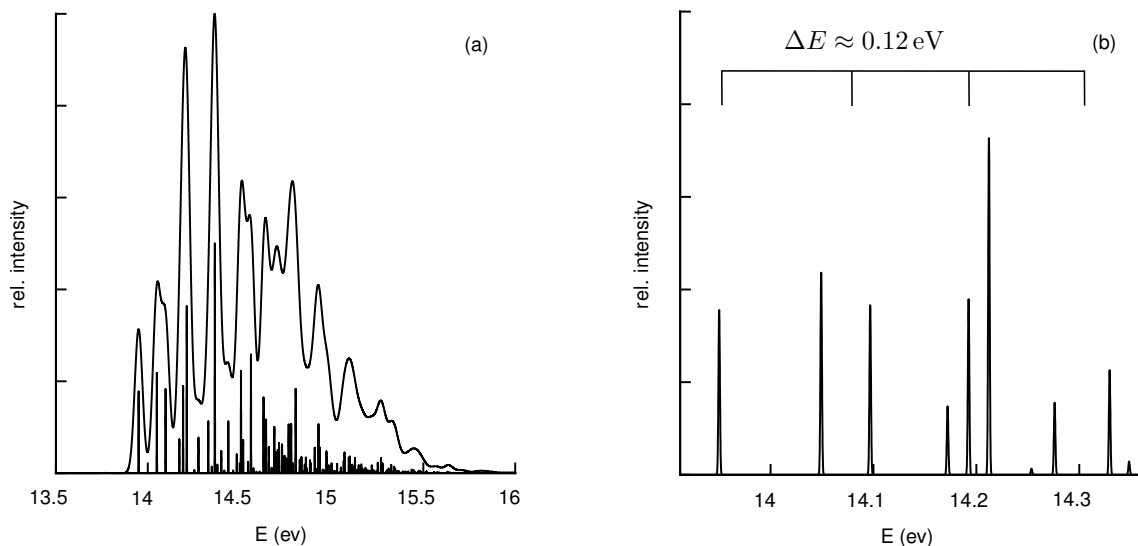 (a)
rel. intensity
13.5 14 14.5 15 15.5 16
E (ev)
ΔE ≈ 0.12 eV
(b)
rel. intensity
14 14.1 14.2 14.3
E (ev)